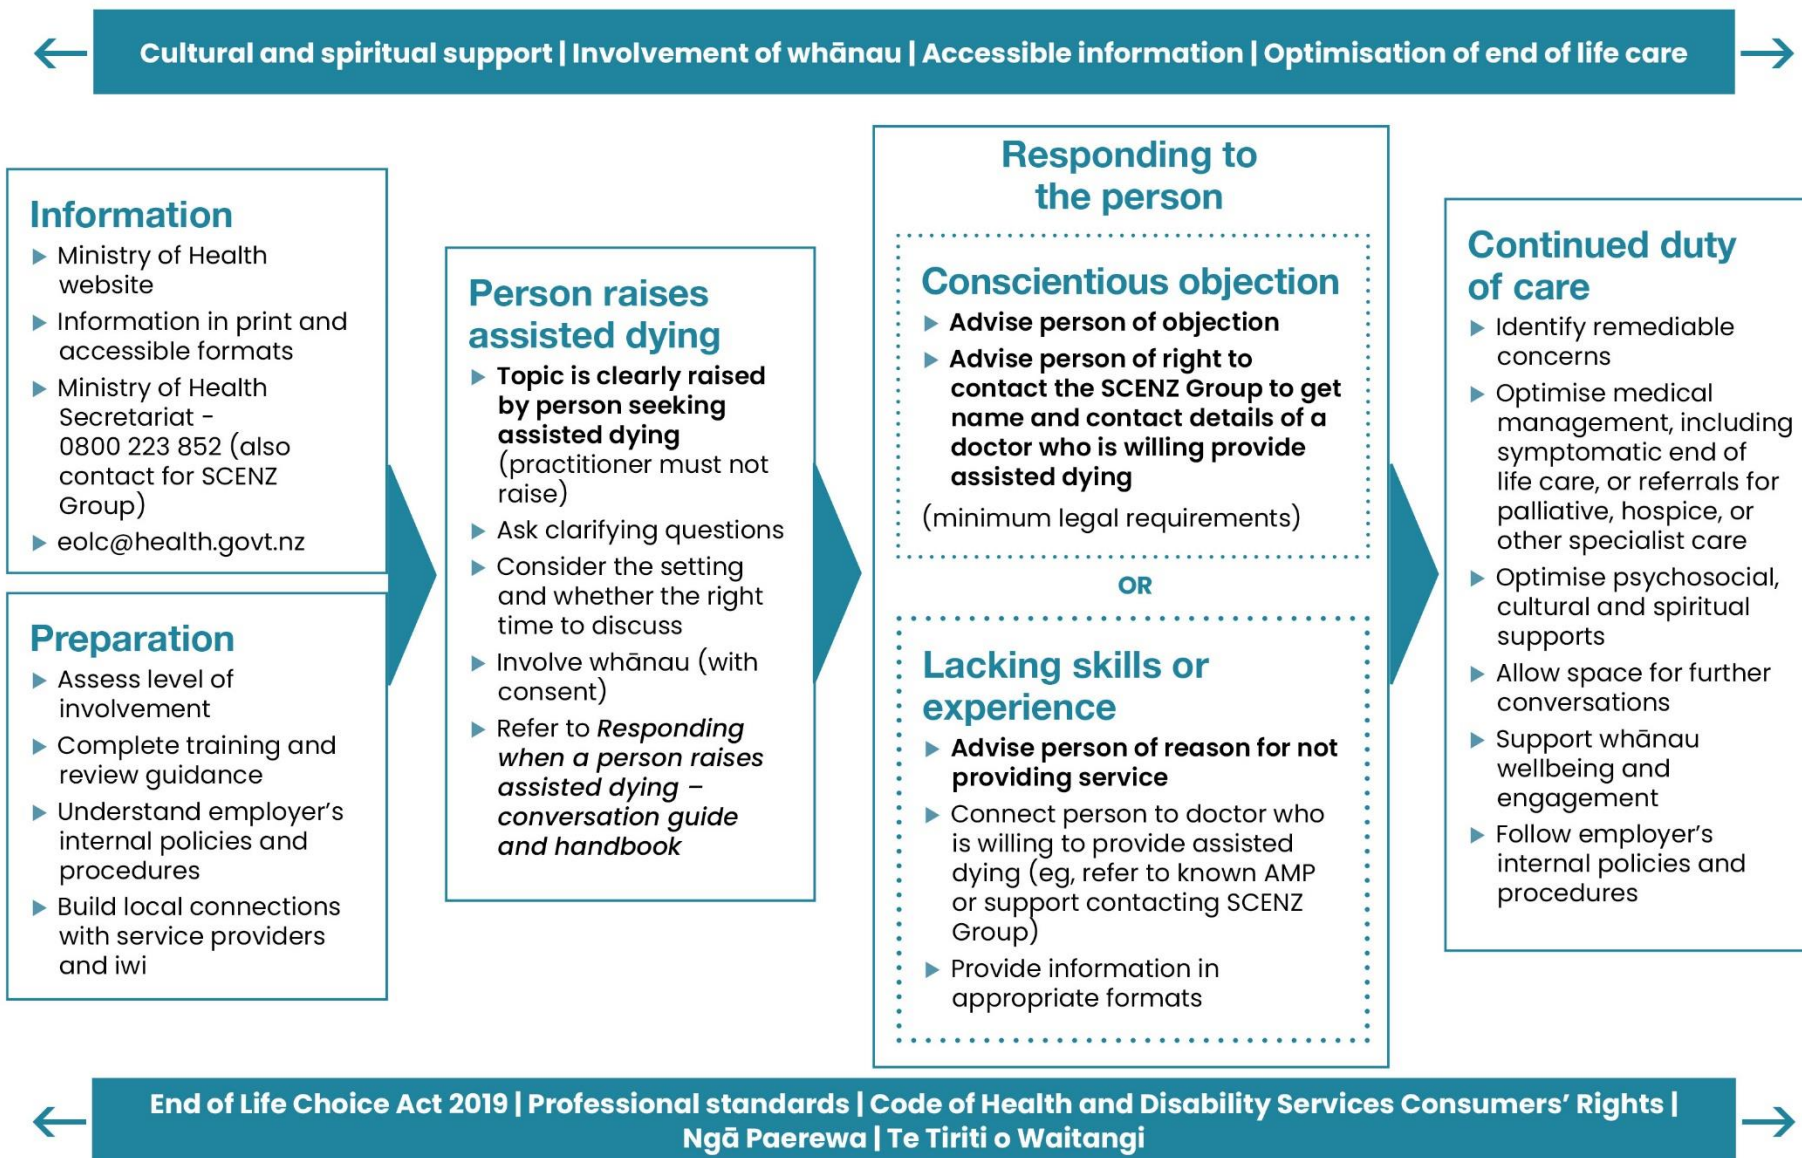 Cultural and spiritual support | Involvement of whānau | Accessible information | Optimisation of end of life care
Information
Ministry of Health
website
Information in print and
accessible formats
Ministry of Health
Secretariat -
0800 223 852 (also
contact for SCENZ
Group)
eolc@health.govt.nz
Preparation
Assess level of
involvement
Complete training and
review guidance
Understand employer’s
internal policies and
procedures
Build local connections
with service providers
and iwi
Person raises
assisted dying
Topic is clearly raised
by person seeking
assisted dying
(practitioner must not
raise)
Ask clarifying questions
Consider the setting
and whether the right
time to discuss
Involve whānau (with
consent)
Refer to Responding
when a person raises
assisted dying –
conversation guide
and handbook
Responding to
the person
Conscientious objection
Advise person of objection
Advise person of right to
contact the SCENZ Group to get
name and contact details of a
doctor who is willing provide
assisted dying
(minimum legal requirements)
OR
Lacking skills or
experience
Advise person of reason for not
providing service
Connect person to doctor who
is willing to provide assisted
dying (eg, refer to known AMP
or support contacting SCENZ
Group)
Provide information in
appropriate formats
Continued duty
of care
Identify remediable
concerns
Optimise medical
management, including
symptomatic end of
life care, or referrals for
palliative, hospice, or
other specialist care
Optimise psychosocial,
cultural and spiritual
supports
Allow space for further
conversations
Support whānau
wellbeing and
engagement
Follow employer’s
internal policies and
procedures
End of Life Choice Act 2019 | Professional standards | Code of Health and Disability Services Consumers’ Rights |
Ngā Paerewa | Te Tiriti o Waitangi